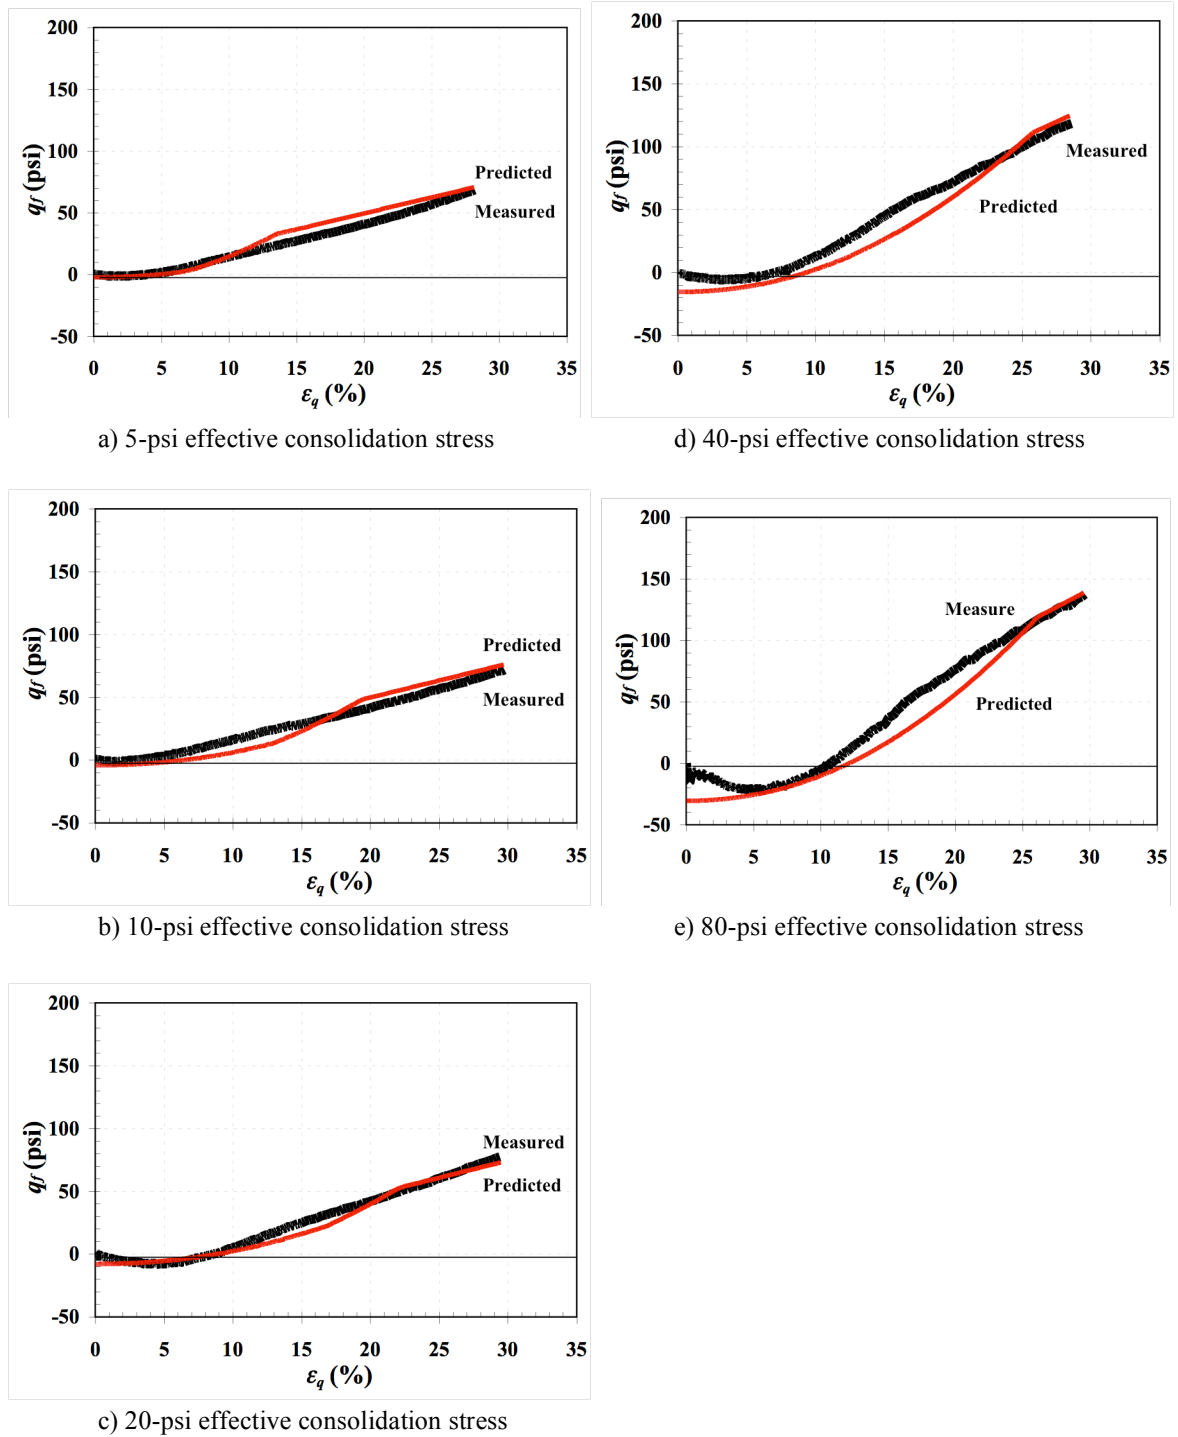 200
150
100
50
0
-50
qf (psi)
Predicted
Measured
0 5 10 15 20 25 30 35
εq (%)
a) 5-psi effective consolidation stress
200
150
100
50
0
-50
qf (psi)
Measured
Predicted
0 5 10 15 20 25 30 35
εq (%)
d) 40-psi effective consolidation stress
200
150
100
50
0
-50
qf (psi)
Predicted
Measured
0 5 10 15 20 25 30 35
εq (%)
b) 10-psi effective consolidation stress
200
150
100
50
0
-50
qf (psi)
Measure
Predicted
0 5 10 15 20 25 30 35
εq (%)
e) 80-psi effective consolidation stress
200
150
100
50
0
-50
qf (psi)
Measured
Predicted
0 5 10 15 20 25 30 35
εq (%)
c) 20-psi effective consolidation stress